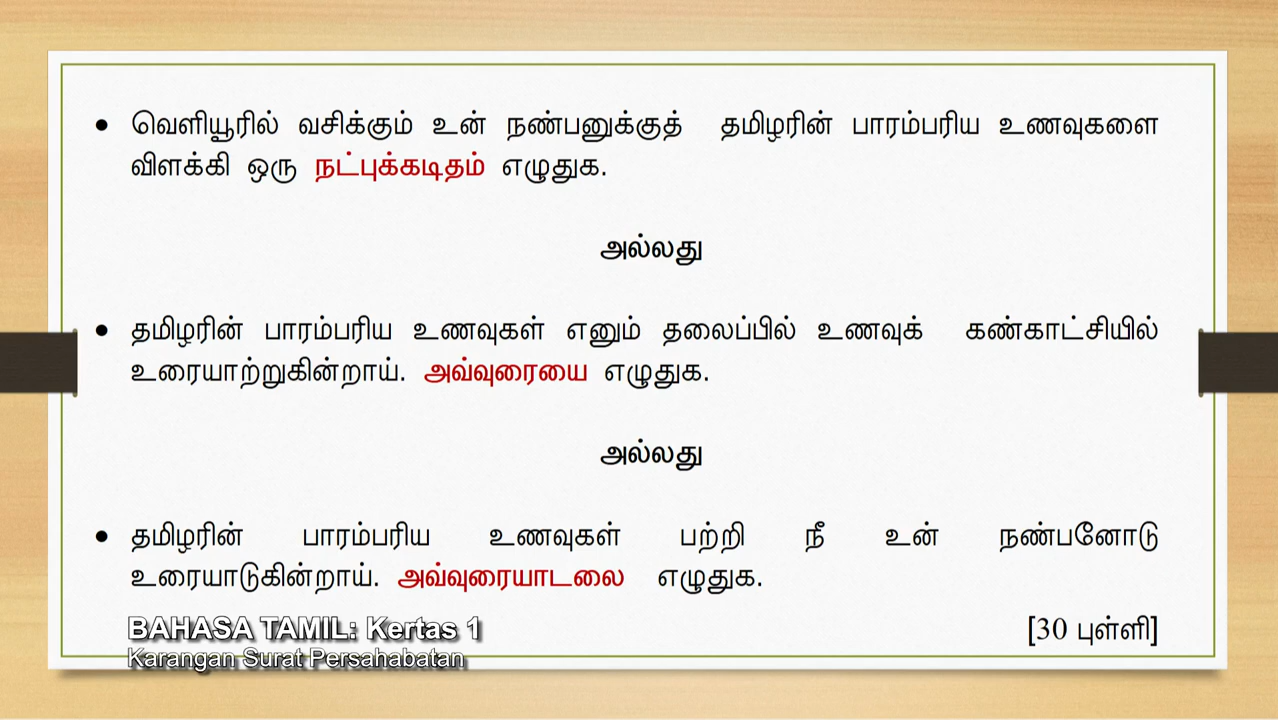 • வெளியூரில் வசிக்கும் உன் நண்பனுக்குத் தமிழரின் பாரம்பரிய உணவுகளை
விளக்கி ஒரு நட்புக்கடிதம் எழுதுக.
அல்லது
• தமிழரின் பாரம்பரிய உணவுகள் எனும் தலைப்பில் உணவுக் கண்காட்சியில்
உரையாற்றுகின்றாய். அவ்வுரையை எழுதுக.
அல்லது
• தமிழரின் பாரம்பரிய உணவுகள் பற்றி நீ உன் நண்பனோடு
உரையாடுகின்றாய். அவ்வுரையாடலை எழுதுக.
[30 புள்ளி]
BAHASA TAMIL: Kertas 1
Karangan Surat Persahabatan